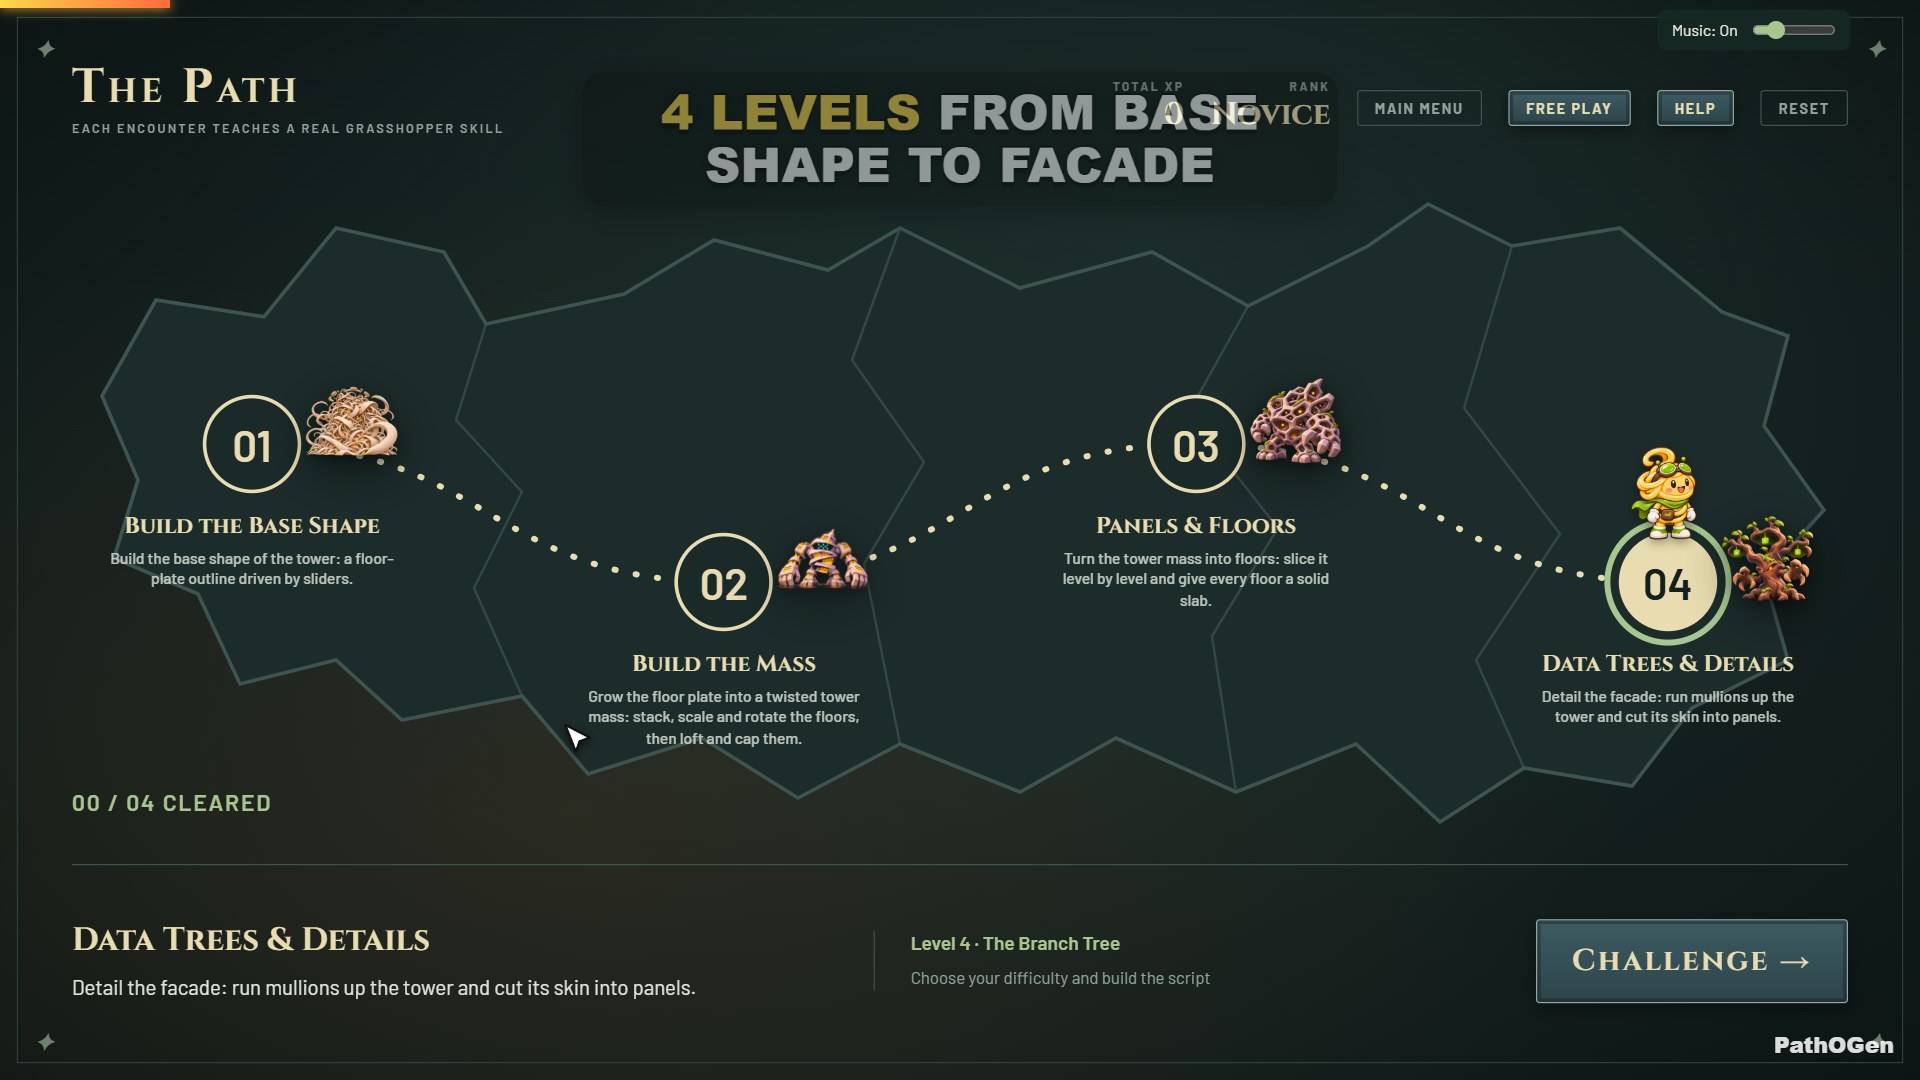 Music: On
THE PATH
EACH ENCOUNTER TEACHES A REAL GRASSHOPPER SKILL
4 LEVELS FROM BASE
SHAPE TO FACADE
TOTAL XP
0
RANK
NOVICE
MAIN MENU
FREE PLAY
HELP
RESET
01
BUILD THE BASE SHAPE
Build the base shape of the tower: a floor-
plate outline driven by sliders.
02
BUILD THE MASS
Grow the floor plate into a twisted tower
mass: stack, scale and rotate the floors,
then loft and cap them.
03
PANELS & FLOORS
Turn the tower mass into floors: slice it
level by level and give every floor a solid
slab.
04
DATA TREES & DETAILS
Detail the facade: run mullions up the
tower and cut its skin into panels.
00 / 04 CLEARED
DATA TREES & DETAILS
Detail the facade: run mullions up the tower and cut its skin into panels.
Level 4 · The Branch Tree
Choose your difficulty and build the script
CHALLENGE →
PathOGen